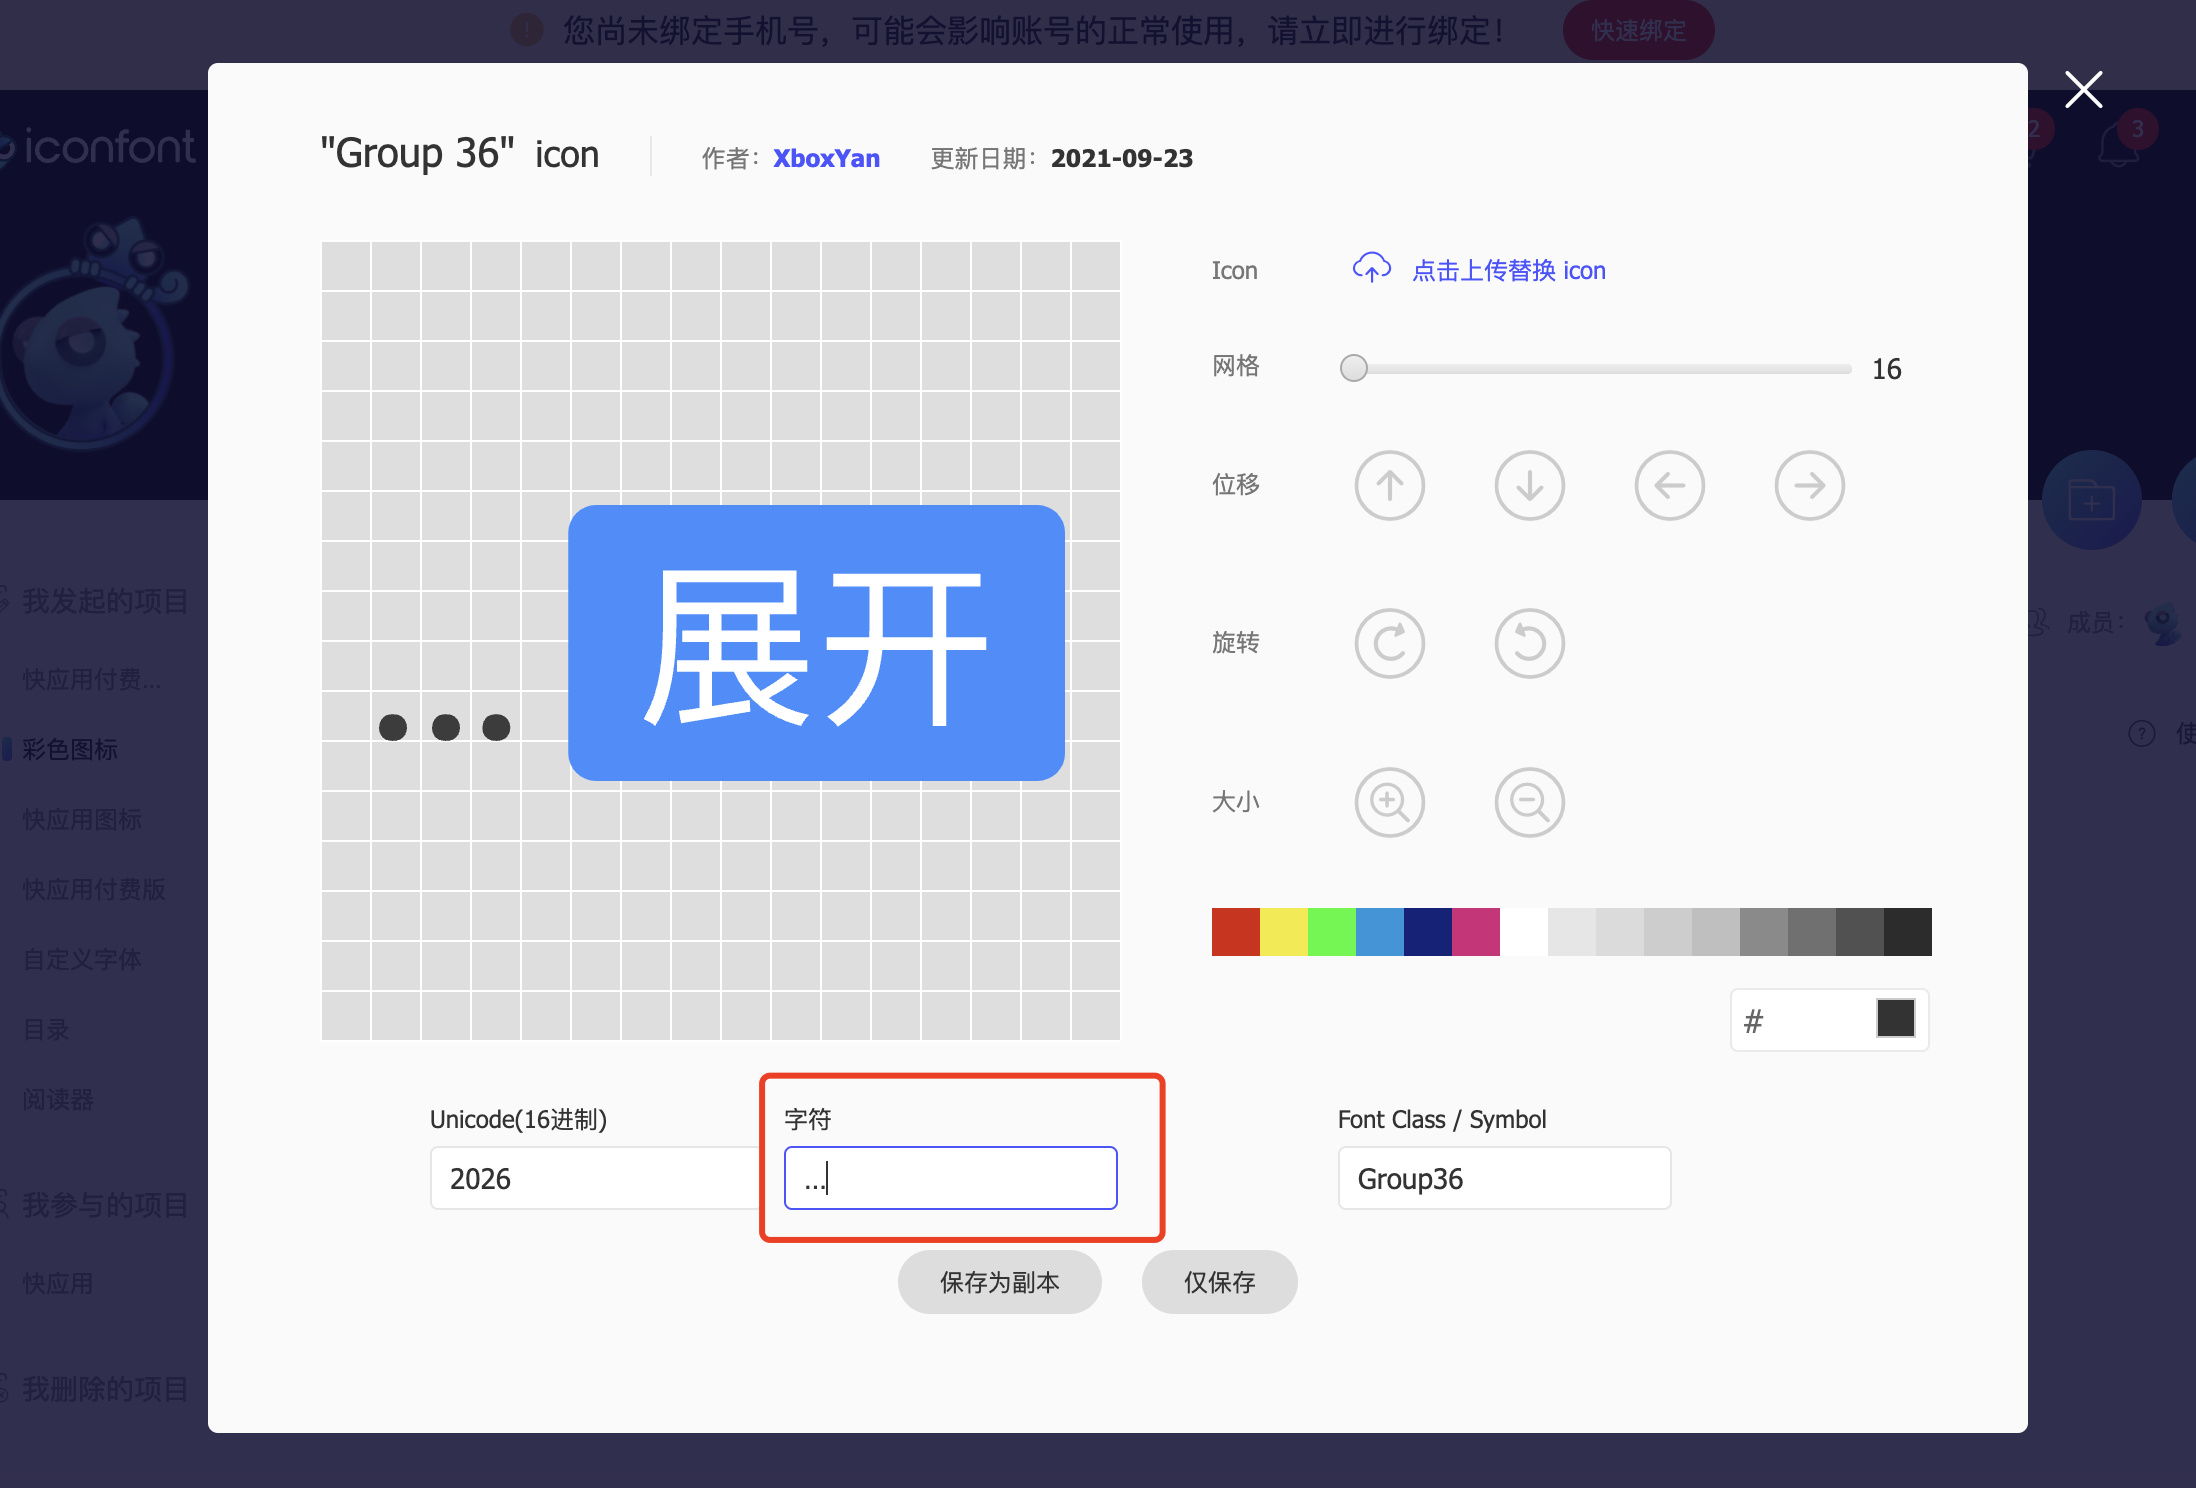 您尚未绑定手机号，可能会影响账号的正常使用，请立即进行绑定！
快速绑定
iconfont
2
3
"Group 36" icon
作者：XboxYan
更新日期：2021-09-23
Icon
点击上传替换 icon
网格
16
位移
旋转
大小
... 展开
#
Unicode(16进制)
2026
字符
...
Font Class / Symbol
Group36
保存为副本
仅保存
我发起的项目
快应用付费...
彩色图标
快应用图标
快应用付费版
自定义字体
目录
阅读器
我参与的项目
快应用
我删除的项目
成员：
? 使